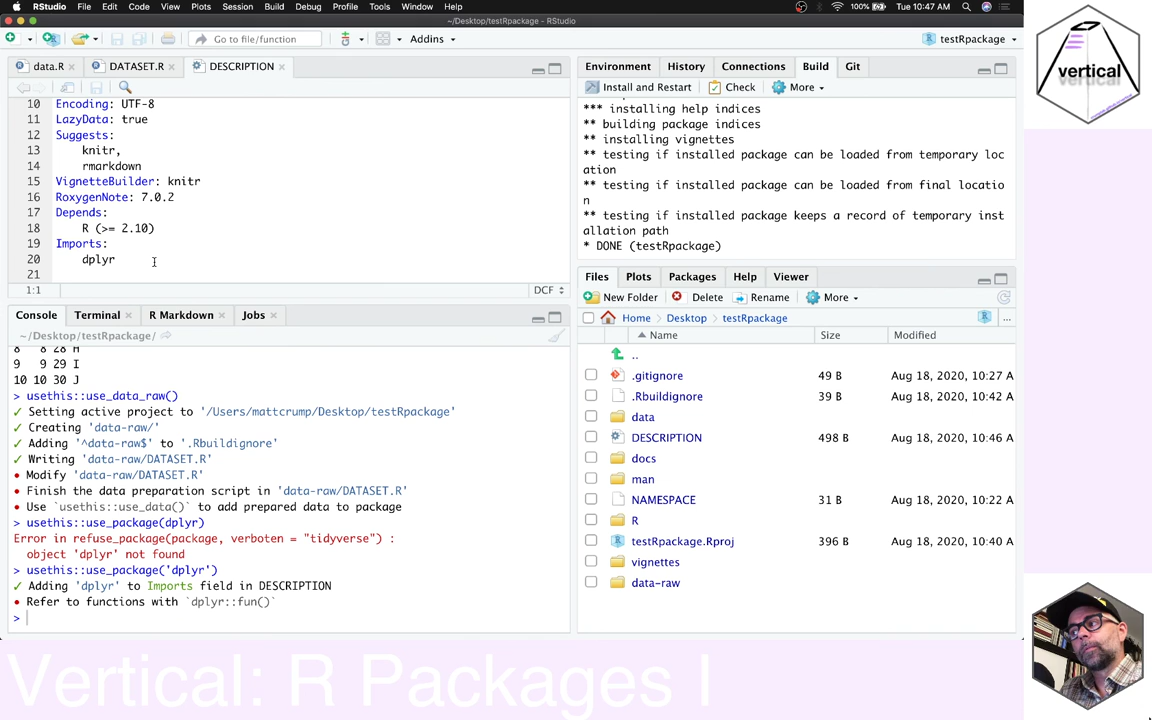 RStudio File Edit Code View Plots Session Build Debug Profile Tools Window Help 100% Tue 10:47 AM
~/Desktop/testRpackage - RStudio
Go to file/function Addins testRpackage
data.R DATASET.R DESCRIPTION
10 Encoding: UTF-8
11 LazyData: true
12 Suggests:
13 knitr,
14 rmarkdown
15 VignetteBuilder: knitr
16 RoxygenNote: 7.0.2
17 Depends:
18 R (>= 2.10)
19 Imports:
20 dplyr
21
1:1 DCF
Console Terminal R Markdown Jobs
~/Desktop/testRpackage/
8 8 28 H
9 9 29 I
10 10 30 J
> usethis::use_data_raw()
✓ Setting active project to '/Users/mattcrump/Desktop/testRpackage'
✓ Creating 'data-raw/'
✓ Adding '^data-raw$' to '.Rbuildignore'
✓ Writing 'data-raw/DATASET.R'
• Modify 'data-raw/DATASET.R'
• Finish the data preparation script in 'data-raw/DATASET.R'
• Use `usethis::use_data()` to add prepared data to package
> usethis::use_package(dplyr)
Error in refuse_package(package, verboten = "tidyverse") :
object 'dplyr' not found
> usethis::use_package('dplyr')
✓ Adding 'dplyr' to Imports field in DESCRIPTION
• Refer to functions with `dplyr::fun()`
>
Environment History Connections Build Git
Install and Restart Check More
*** installing help indices
** building package indices
** installing vignettes
** testing if installed package can be loaded from temporary loc
ation
** testing if installed package can be loaded from final locatio
n
** testing if installed package keeps a record of temporary inst
allation path
* DONE (testRpackage)
Files Plots Packages Help Viewer
New Folder Delete Rename More
Home Desktop testRpackage ...
Name Size Modified
..
.gitignore 49 B Aug 18, 2020, 10:27 A
.Rbuildignore 39 B Aug 18, 2020, 10:42 A
data
DESCRIPTION 498 B Aug 18, 2020, 10:46 A
docs
man
NAMESPACE 31 B Aug 18, 2020, 10:22 A
R
testRpackage.Rproj 396 B Aug 18, 2020, 10:40 A
vignettes
data-raw
vertical
Vertical: R Packages I